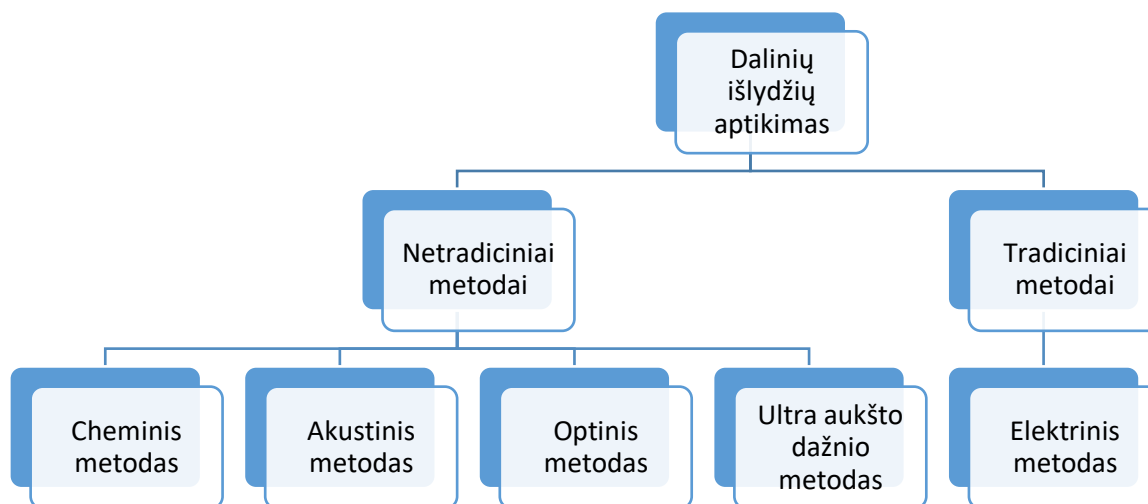 Dalinių
išlydžių
aptikimas
Netradiciniai
metodai
Tradiciniai
metodai
Cheminis
metodas
Akustinis
metodas
Optinis
metodas
Ultra aukšto
dažnio
metodas
Elektrinis
metodas